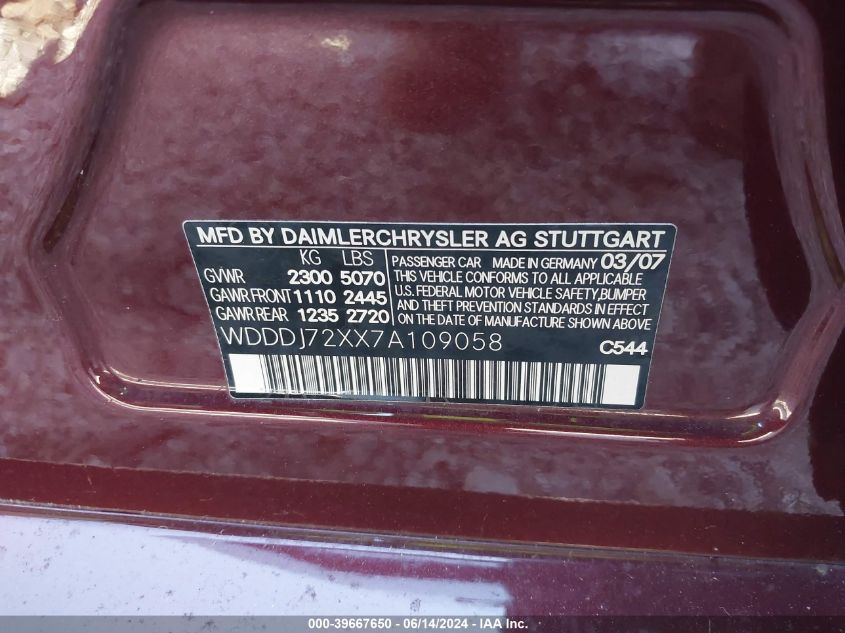 MFD BY DAIMLERCHRYSLER AG STUTTGART
KG LBS
GVWR 2300 5070
GAWR FRONT 1110 2445
GAWR REAR 1235 2720
PASSENGER CAR MADE IN GERMANY 03/07
THIS VEHICLE CONFORMS TO ALL APPLICABLE
U.S. FEDERAL MOTOR VEHICLE SAFETY,BUMPER
AND THEFT PREVENTION STANDARDS IN EFFECT
ON THE DATE OF MANUFACTURE SHOWN ABOVE
WDDDJ72XX7A109058
C544
000-39667650 - 06/14/2024 - IAA Inc.